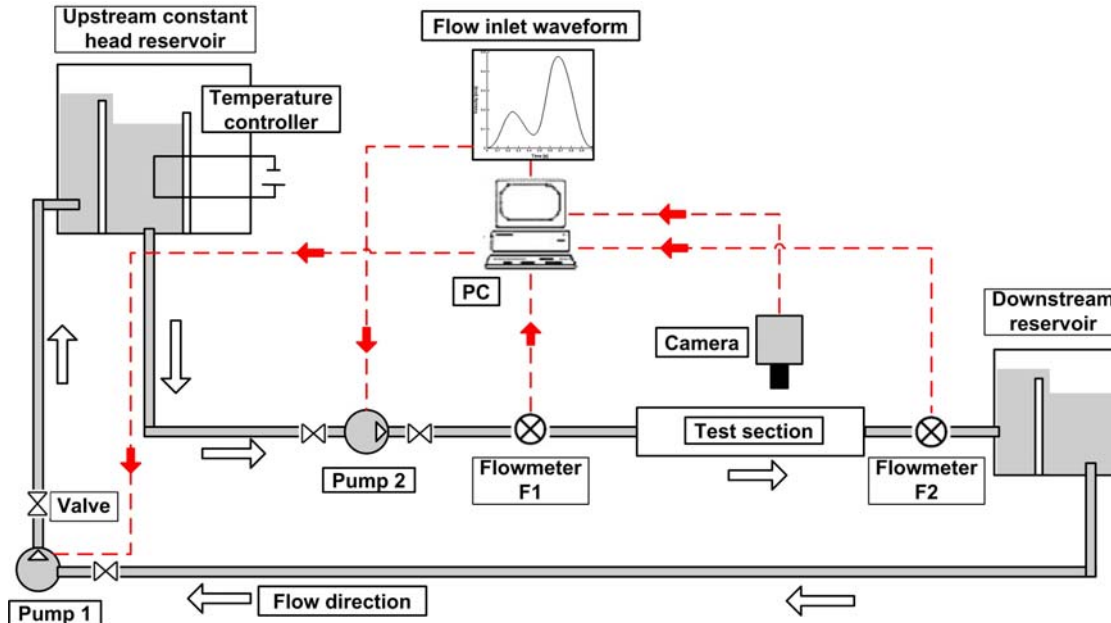 Upstream constant
head reservoir
Flow inlet waveform
Temperature
controller
Time [s]
PC
Camera
Downstream
reservoir
Test section
Pump 2
Flowmeter
F1
Flowmeter
F2
Valve
Pump 1
Flow direction